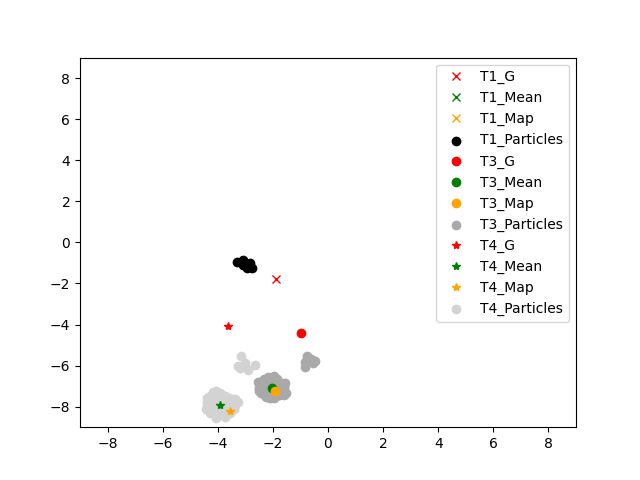 8
6
4
2
0
−2
−4
−6
−8
−8 −6 −4 −2 0 2 4 6 8
T1_G
T1_Mean
T1_Map
T1_Particles
T3_G
T3_Mean
T3_Map
T3_Particles
T4_G
T4_Mean
T4_Map
T4_Particles